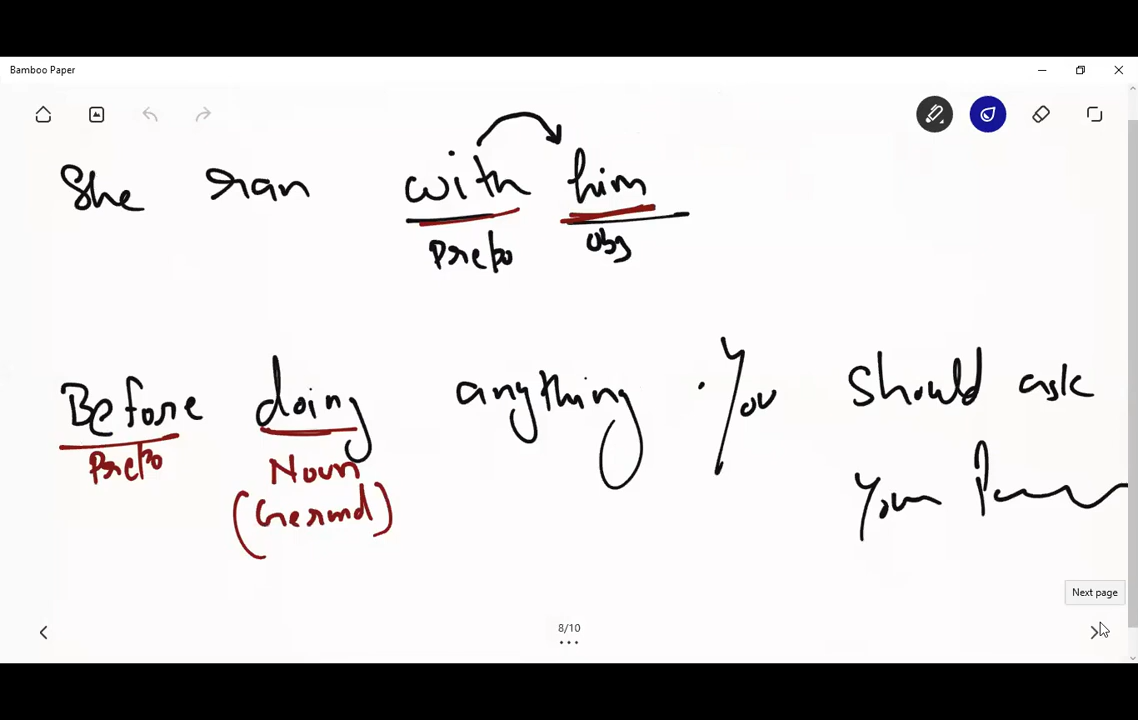 Bamboo Paper
She ran with him
Prepo Obj
Before doing anything. You should ask
Prepo Noun
(Gerund)
Your
Next page
8/10